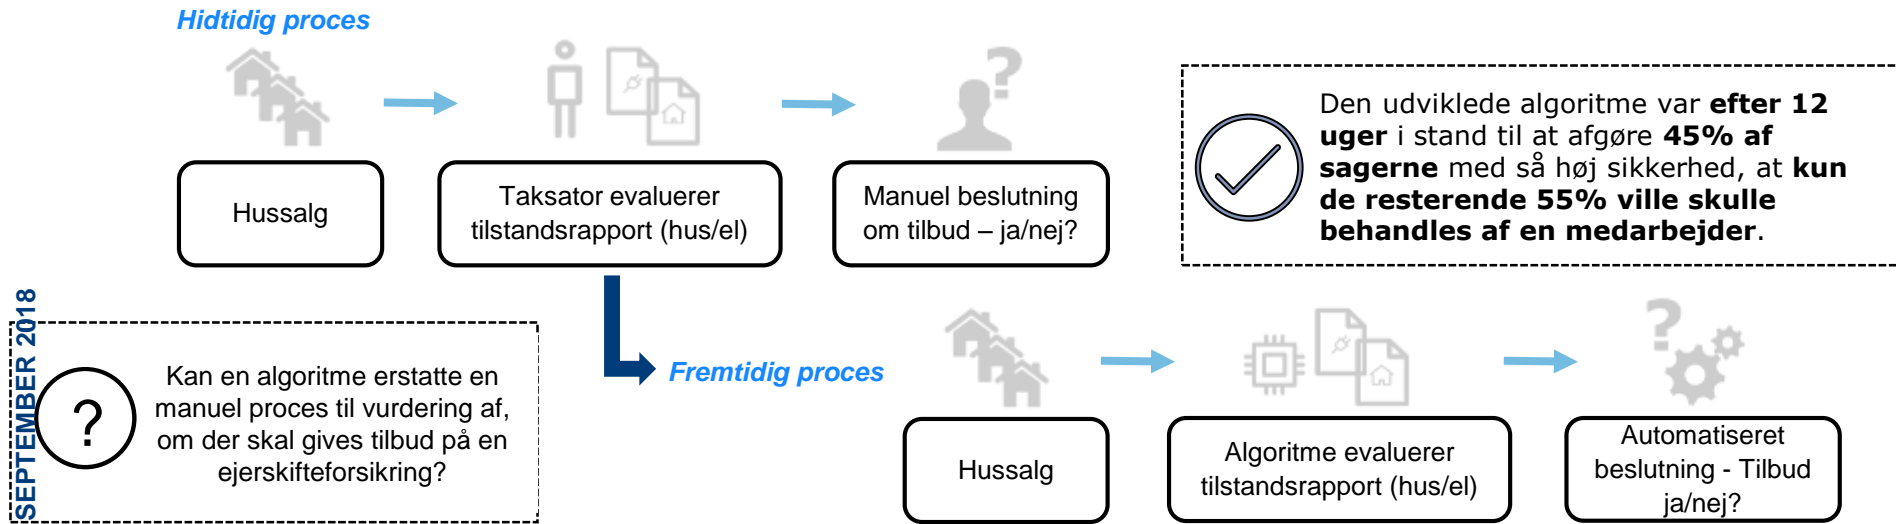 Hidtidig proces
?
Hussalg
Taksator evaluerer
tilstandsrapport (hus/el)
Manuel beslutning
om tilbud – ja/nej?
Den udviklede algoritme var efter 12
uger i stand til at afgøre 45% af
sagerne med så høj sikkerhed, at kun
de resterende 55% ville skulle
behandles af en medarbejder.
SEPTEMBER 2018
?
Kan en algoritme erstatte en
manuel proces til vurdering af,
om der skal gives tilbud på en
ejerskifteforsikring?
Fremtidig proces
?
Hussalg
Algoritme evaluerer
tilstandsrapport (hus/el)
Automatiseret
beslutning - Tilbud
ja/nej?